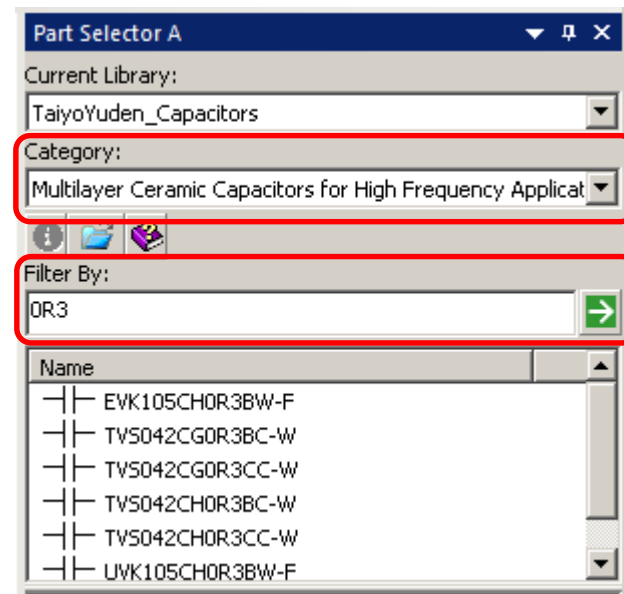 Part Selector A
Current Library:
TaiyoYuden_Capacitors
Category:
Multilayer Ceramic Capacitors for High Frequency Applicat
Filter By:
0R3
Name
EVK105CH0R3BW-F
TVS042CG0R3BC-W
TVS042CG0R3CC-W
TVS042CH0R3BC-W
TVS042CH0R3CC-W
UVK105CH0R3BW-F